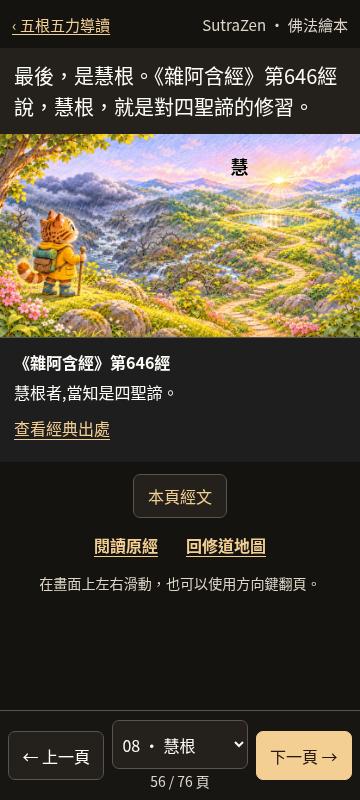 ‹ 五根五力導讀
SutraZen · 佛法繪本
最後，是慧根。《雜阿含經》第646經
說，慧根，就是對四聖諦的修習。
慧
《雜阿含經》第646經
慧根者,當知是四聖諦。
查看經典出處
本頁經文
閱讀原經 回修道地圖
在畫面上左右滑動，也可以使用方向鍵翻頁。
← 上一頁
08 · 慧根
下一頁 →
56 / 76 頁